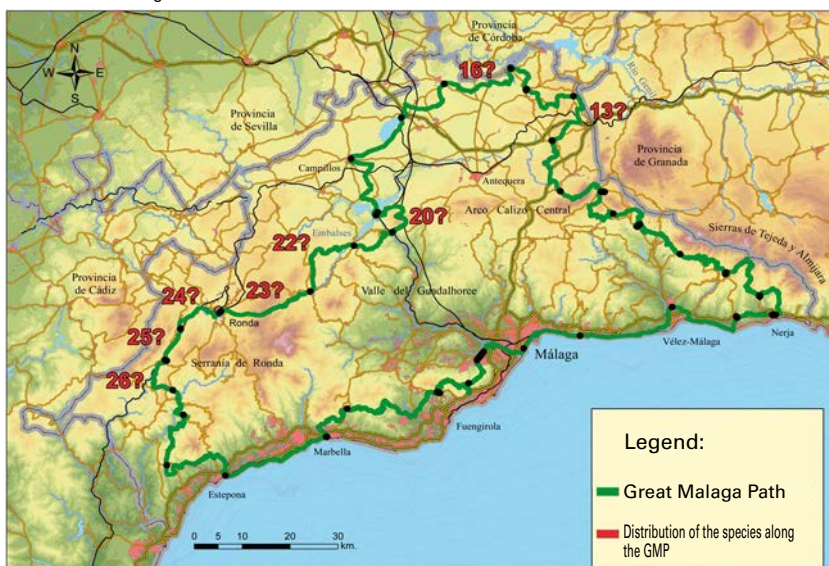 Provincia
de Córdoba
N
W E
S
16?
Río Genil
13?
Provincia
de Sevilla
Provincia
de Granada
Campillos
Antequera
Arco Calizo Central
20?
Embalses
22?
Sierras de Tejeda y Almijara
Provincia
de Cádiz
24?
23?
Valle del Guadalhorce
Ronda
25?
Serranía de Ronda
Málaga
Vélez-Málaga
Nerja
26?
Fuengirola
Marbella
Estepona
0 5 10 20 30
km.
Legend:
Great Malaga Path
Distribution of the species along
the GMP